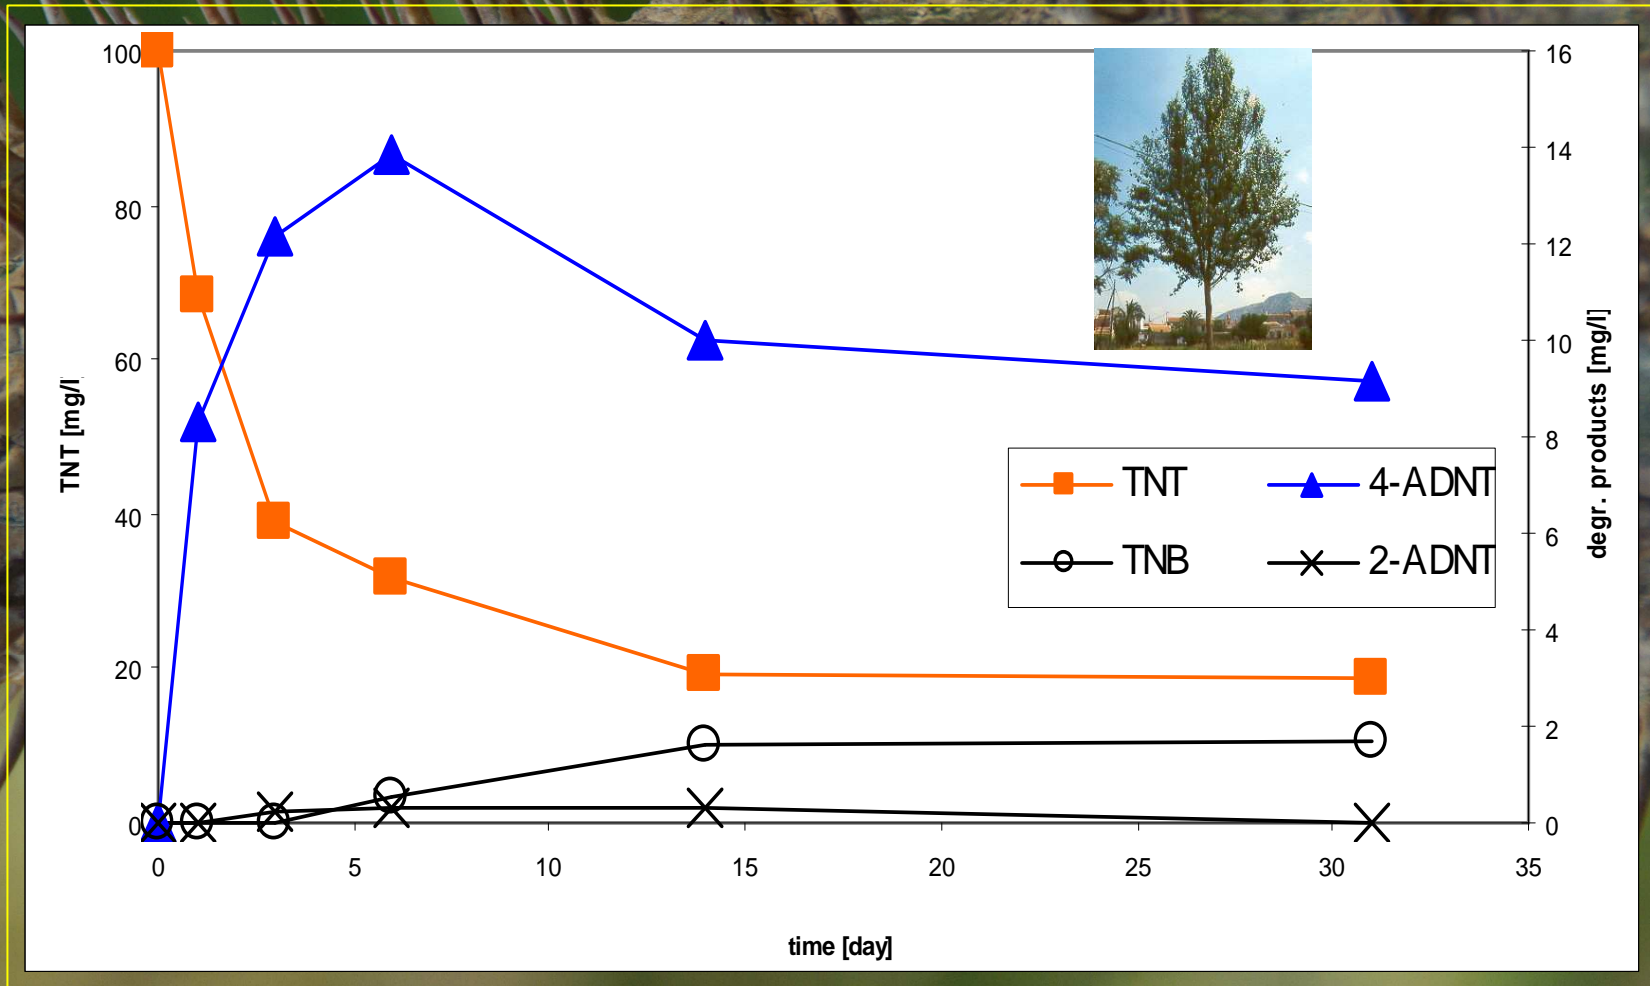 100
80
60
40
20
0
TNT [mg/l]
16
14
12
10
8
6
4
2
0
degr. products [mg/l]
TNT
4-ADNT
TNB
2-ADNT
0 5 10 15 20 25 30 35
time [day]